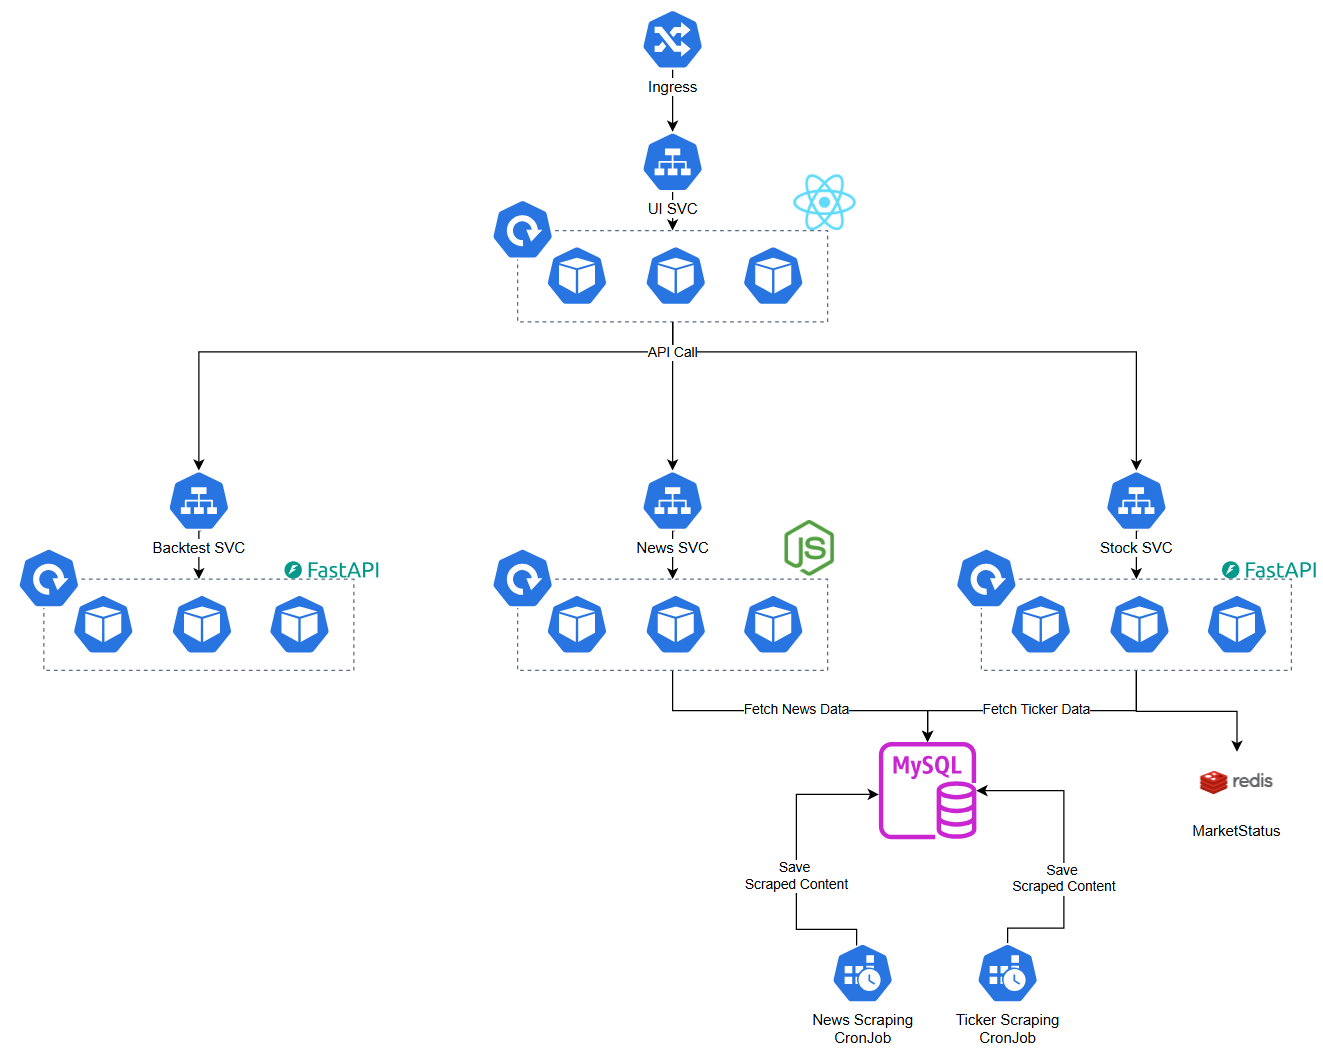 Ingress
UI SVC
API Call
Backtest SVC
News SVC
Stock SVC
FastAPI
JS
FastAPI
Fetch News Data
Fetch Ticker Data
MySQL
redis
MarketStatus
Save
Scraped Content
Save
Scraped Content
News Scraping
CronJob
Ticker Scraping
CronJob